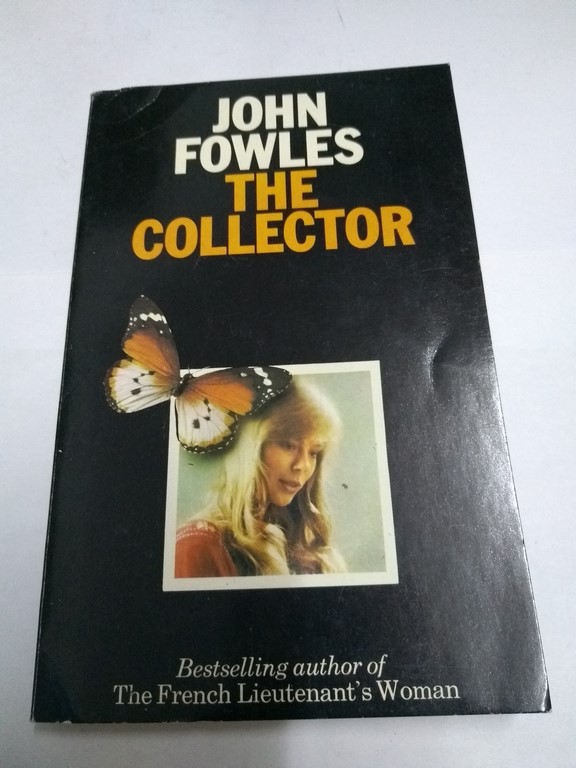 JOHN
FOWLES
THE
COLLECTOR
Bestselling author of
The French Lieutenant's Woman